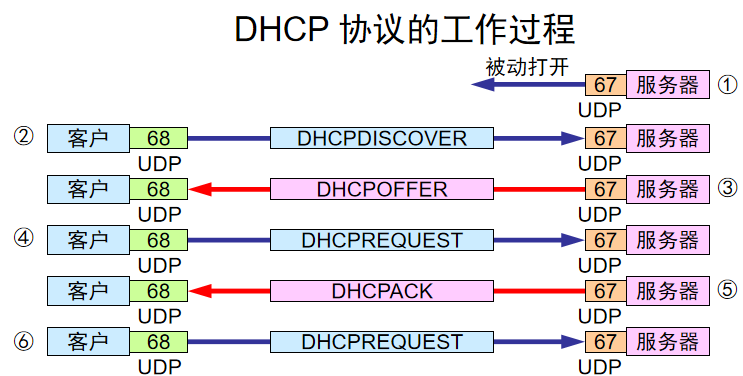 DHCP 协议的工作过程
被动打开 67 服务器 ①
UDP
② 客户 68 DHCPDISCOVER 67 服务器
UDP UDP
客户 68 DHCPOFFER 67 服务器 ③
UDP UDP
④ 客户 68 DHCPREQUEST 67 服务器
UDP UDP
客户 68 DHCPACK 67 服务器 ⑤
UDP UDP
⑥ 客户 68 DHCPREQUEST 67 服务器
UDP UDP